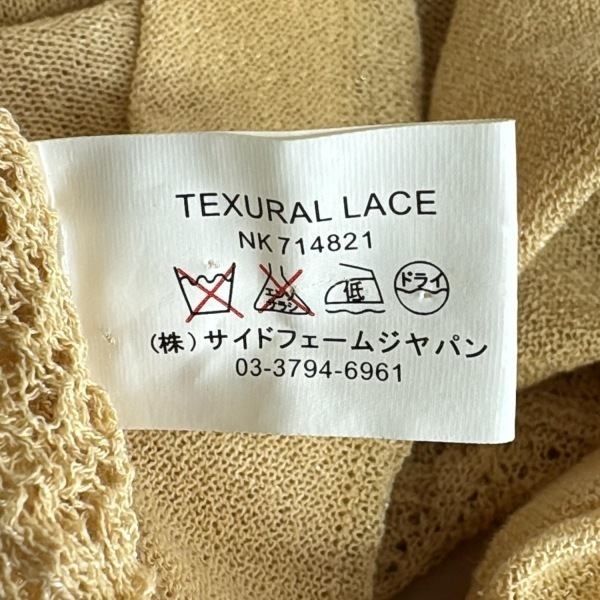 TEXURAL LACE
NK714821
エンソ
サラシ
低
ドライ
(株)サイドフェームジヤパン
03-3794-6961